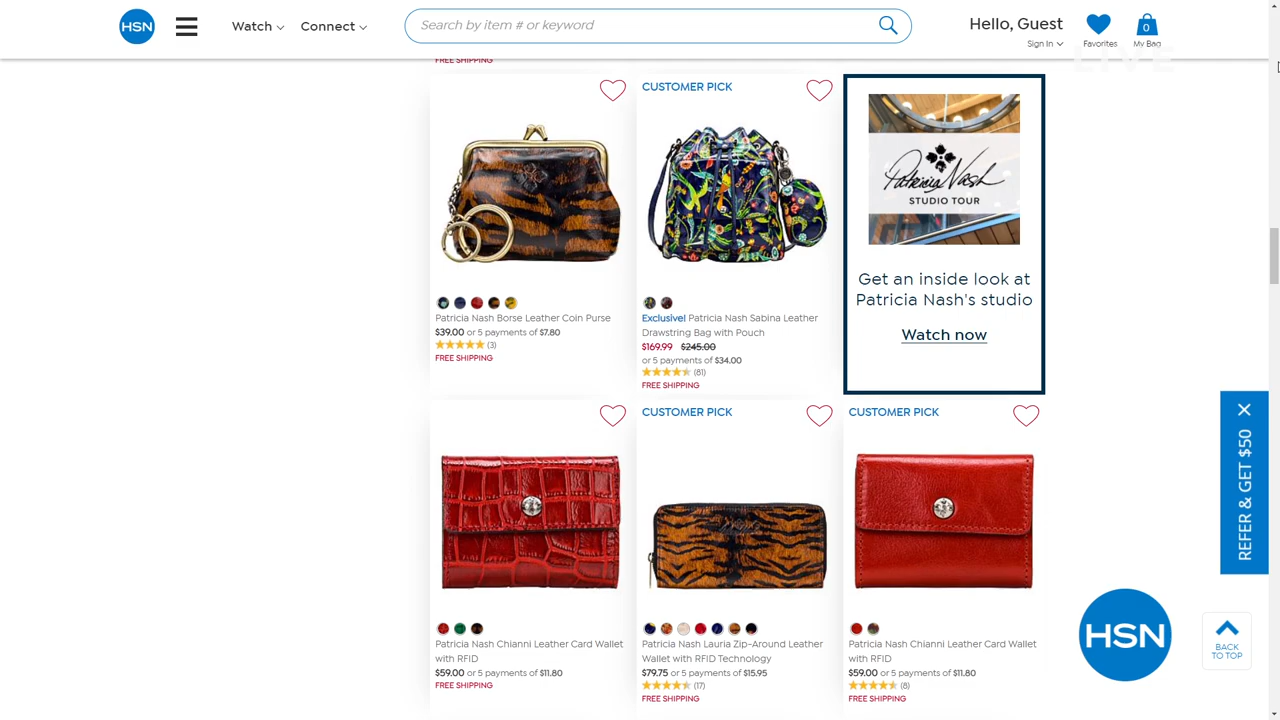 HSN
Watch
Connect
Search by item # or keyword
Hello, Guest
Sign In
Favorites
0
My Bag
LIVE
FREE SHIPPING
Patricia Nash Borse Leather Coin Purse
$39.00 or 5 payments of $7.80
(3)
FREE SHIPPING
CUSTOMER PICK
Exclusive! Patricia Nash Sabina Leather
Drawstring Bag with Pouch
$169.99 $245.00
or 5 payments of $34.00
(81)
FREE SHIPPING
Patricia Nash
STUDIO TOUR
Get an inside look at
Patricia Nash's studio
Watch now
Patricia Nash Chianni Leather Card Wallet
with RFID
$59.00 or 5 payments of $11.80
FREE SHIPPING
CUSTOMER PICK
Patricia Nash Lauria Zip-Around Leather
Wallet with RFID Technology
$79.75 or 5 payments of $15.95
(17)
FREE SHIPPING
CUSTOMER PICK
Patricia Nash Chianni Leather Card Wallet
with RFID
$59.00 or 5 payments of $11.80
(8)
FREE SHIPPING
REFER & GET $50
HSN
BACK
TO TOP